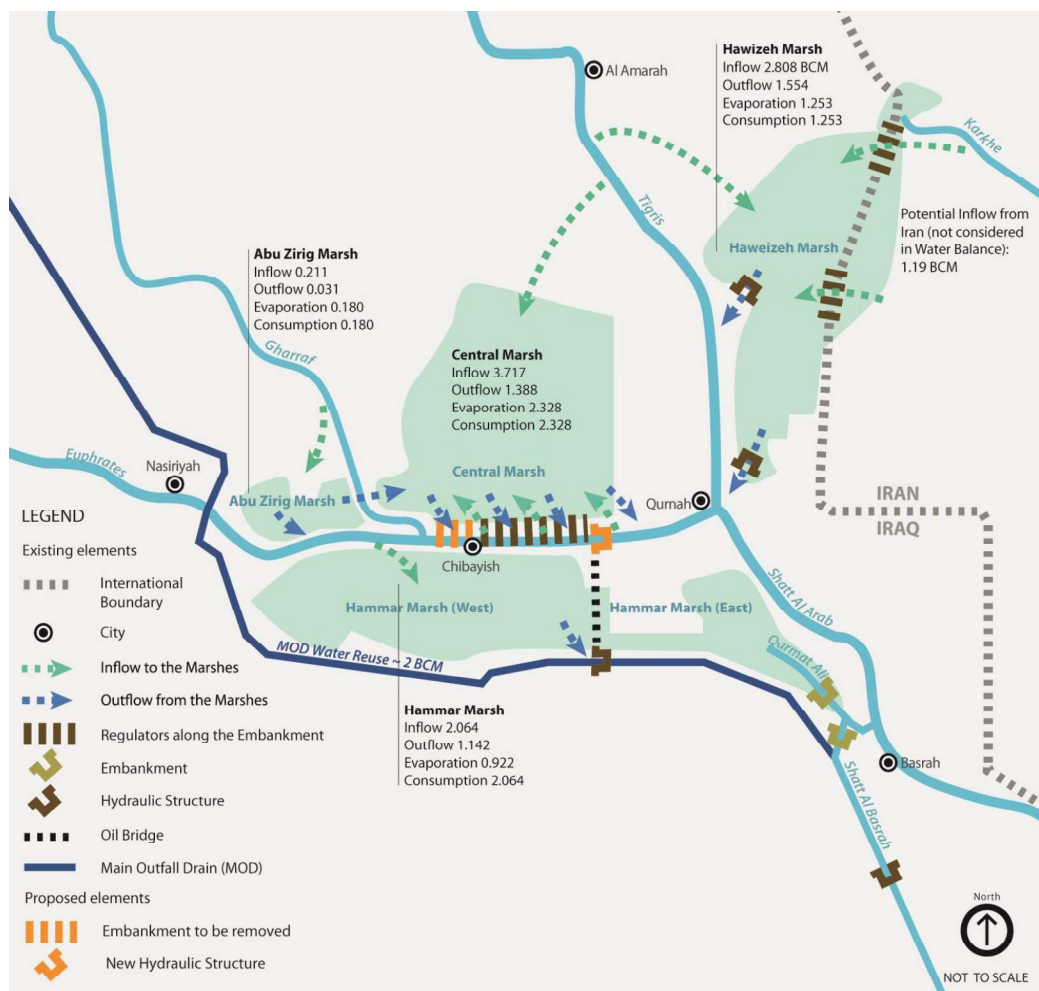 Hawizeh Marsh
Inflow 2.808 BCM
Outflow 1.554
Evaporation 1.253
Consumption 1.253
Al Amarah
Karkhe
Tigris
Potential Inflow from
Iran (not considered
in Water Balance):
1.19 BCM
Haweizeh Marsh
Abu Zirig Marsh
Inflow 0.211
Outflow 0.031
Evaporation 0.180
Consumption 0.180
Gharraf
Central Marsh
Inflow 3.717
Outflow 1.388
Evaporation 2.328
Consumption 2.328
Central Marsh
Euphrates
Nasiriyah
Abu Zirig Marsh
Qurnah
IRAN
IRAQ
Chibayish
Hammar Marsh (West)
Hammar Marsh (East)
Shatt Al Arab
Qurmat Ali
MOD Water Reuse ~ 2 BCM
Hammar Marsh
Inflow 2.064
Outflow 1.142
Evaporation 0.922
Consumption 2.064
Basrah
Shatt Al Basrah
LEGEND
Existing elements
International
Boundary
City
Inflow to the Marshes
Outflow from the Marshes
Regulators along the Embankment
Embankment
Hydraulic Structure
Oil Bridge
Main Outfall Drain (MOD)
Proposed elements
Embankment to be removed
New Hydraulic Structure
North
NOT TO SCALE